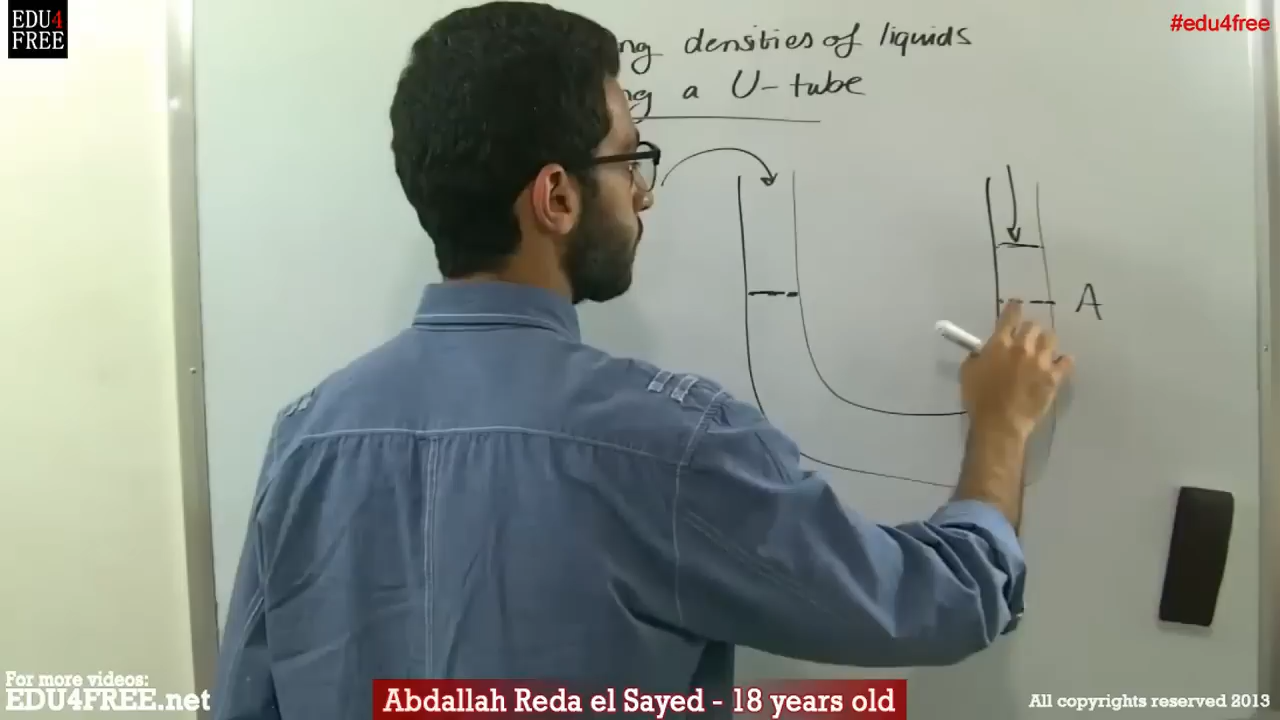 EDU4
FREE
#edu4free
densities of liquids
a U-tube
A
For more videos:
EDU4FREE.net
Abdallah Reda el Sayed - 18 years old
All copyrights reserved 2013